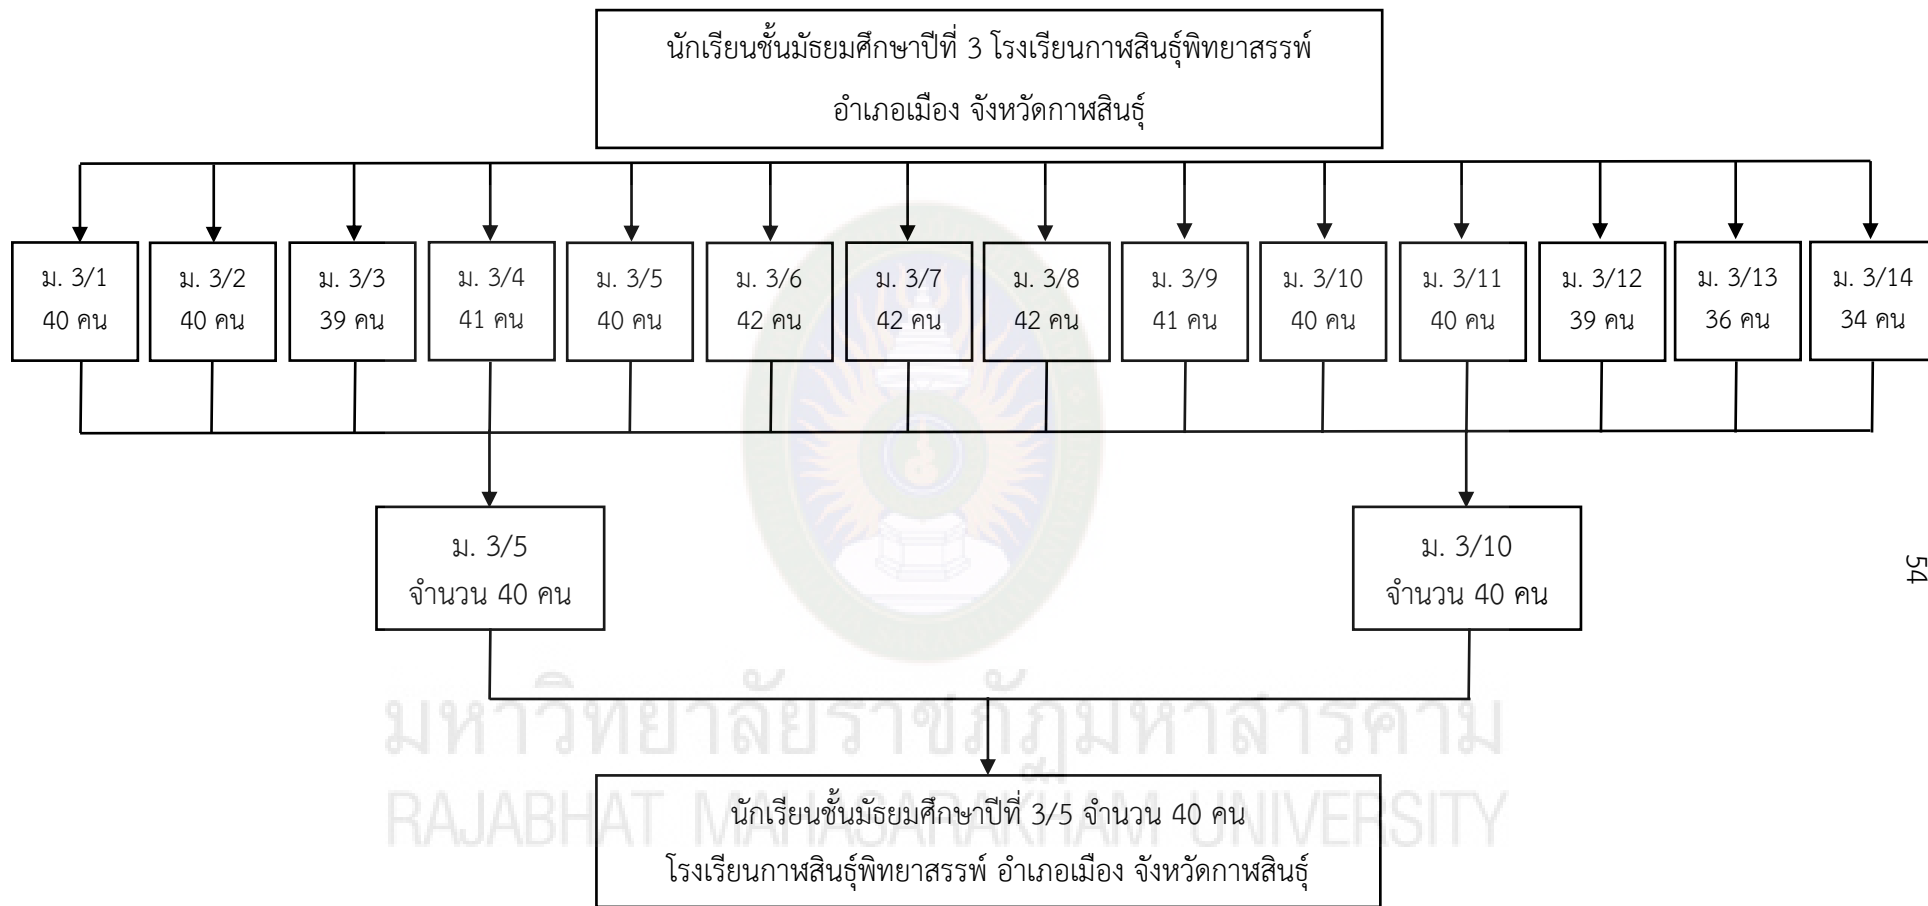 นักเรียนชั้นมัธยมศึกษาปีที่ 3 โรงเรียนกาฬสินธุ์พิทยาสรรพ์
อำเภอเมือง จังหวัดกาฬสินธุ์
ม. 3/1
40 คน
ม. 3/2
40 คน
ม. 3/3
39 คน
ม. 3/4
41 คน
ม. 3/5
40 คน
ม. 3/6
42 คน
ม. 3/7
42 คน
ม. 3/8
42 คน
ม. 3/9
41 คน
ม. 3/10
40 คน
ม. 3/11
40 คน
ม. 3/12
39 คน
ม. 3/13
36 คน
ม. 3/14
34 คน
ม. 3/5
จำนวน 40 คน
ม. 3/10
จำนวน 40 คน
54
มหาวิทยาลัยราชภัฏมหาสารคาม
RAJABHAT MAHASARAKHAM UNIVERSITY
นักเรียนชั้นมัธยมศึกษาปีที่ 3/5 จำนวน 40 คน
โรงเรียนกาฬสินธุ์พิทยาสรรพ์ อำเภอเมือง จังหวัดกาฬสินธุ์